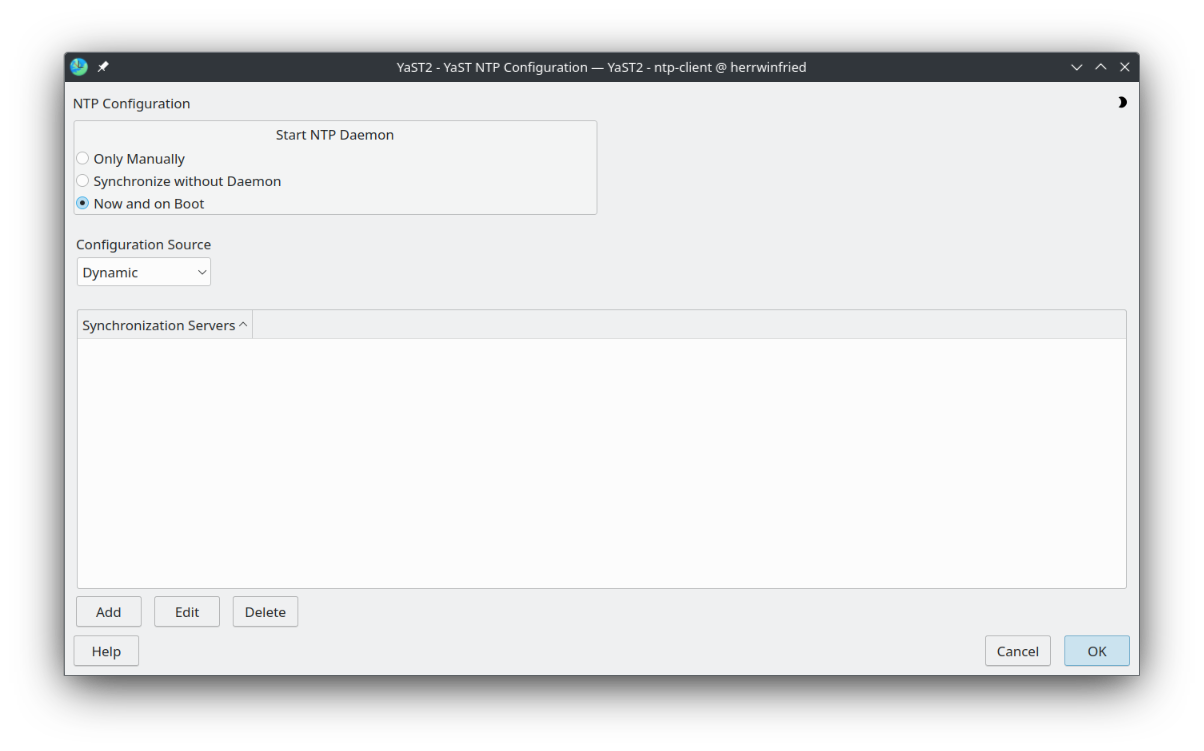 YaST2 - YaST NTP Configuration — YaST2 - ntp-client @ herrwinfried
NTP Configuration
Start NTP Daemon
Only Manually
Synchronize without Daemon
Now and on Boot
Configuration Source
Dynamic
Synchronization Servers
Add Edit Delete
Help Cancel OK